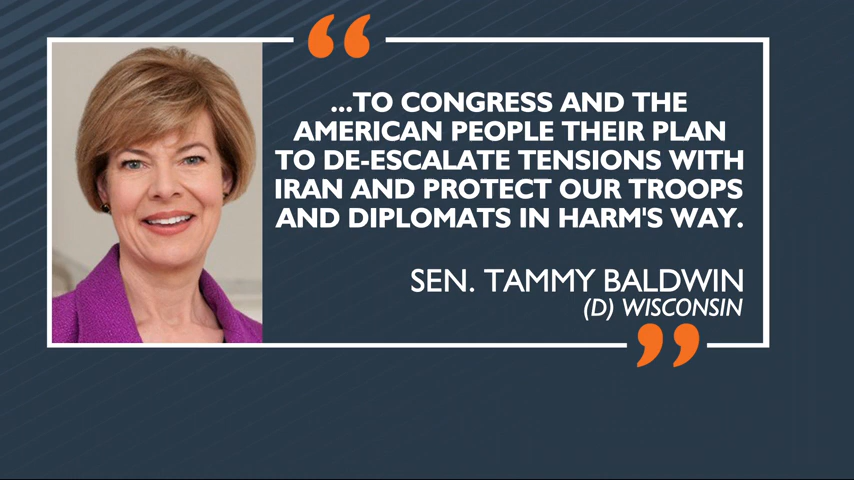 ...TO CONGRESS AND THE
AMERICAN PEOPLE THEIR PLAN
TO DE-ESCALATE TENSIONS WITH
IRAN AND PROTECT OUR TROOPS
AND DIPLOMATS IN HARM'S WAY.
SEN. TAMMY BALDWIN
(D) WISCONSIN